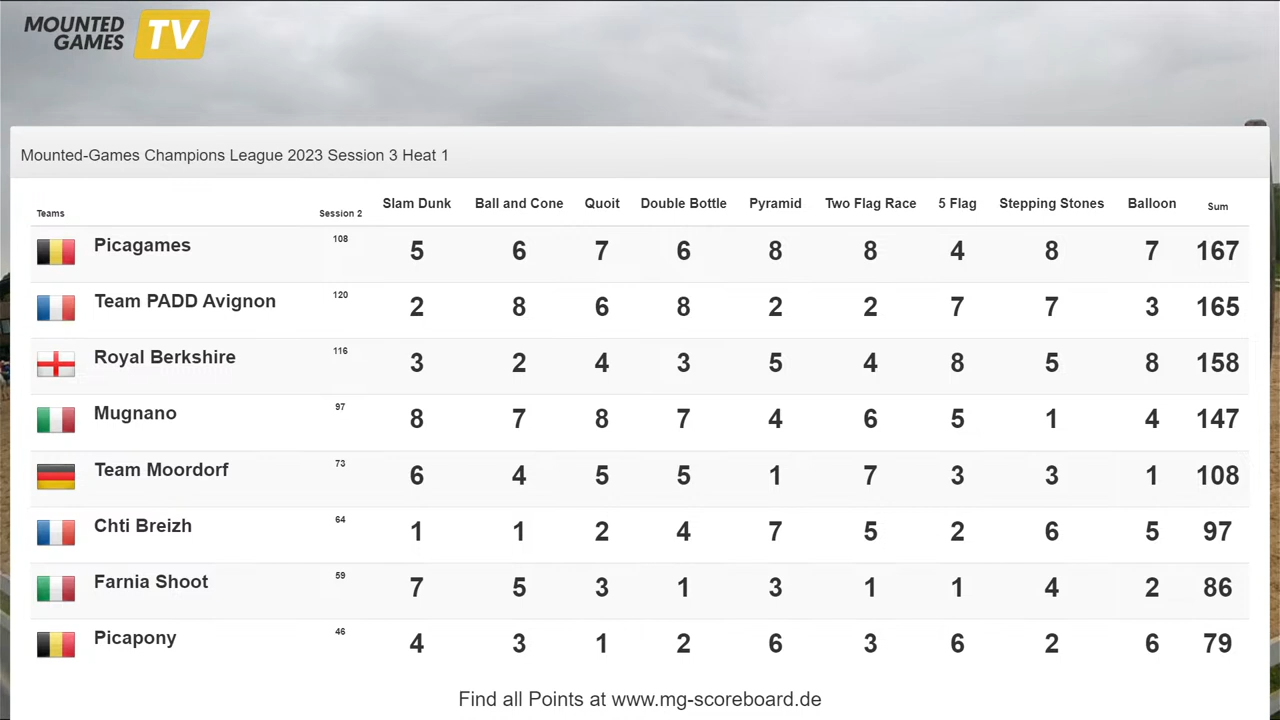 MOUNTED
GAMES TV
Mounted-Games Champions League 2023 Session 3 Heat 1
Teams Session 2 Slam Dunk Ball and Cone Quoit Double Bottle Pyramid Two Flag Race 5 Flag Stepping Stones Balloon Sum
Picagames 108 5 6 7 6 8 8 4 8 7 167
Team PADD Avignon 120 2 8 6 8 2 2 7 7 3 165
Royal Berkshire 116 3 2 4 3 5 4 8 5 8 158
Mugnano 97 8 7 8 7 4 6 5 1 4 147
Team Moordorf 73 6 4 5 5 1 7 3 3 1 108
Chti Breizh 64 1 1 2 4 7 5 2 6 5 97
Farnia Shoot 59 7 5 3 1 3 1 1 4 2 86
Picapony 46 4 3 1 2 6 3 6 2 6 79
Find all Points at www.mg-scoreboard.de